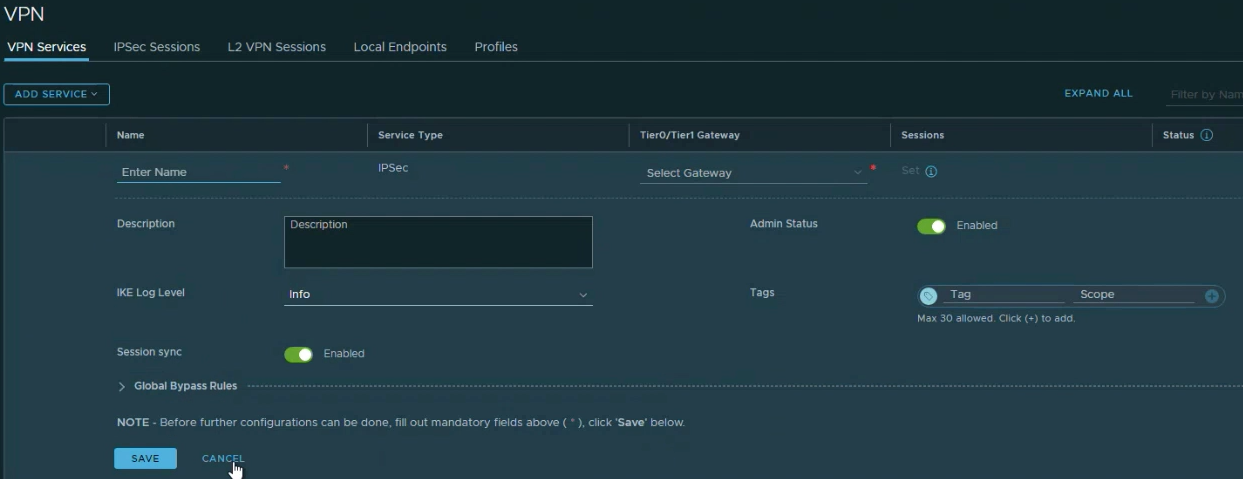 VPN
VPN Services IPSec Sessions L2 VPN Sessions Local Endpoints Profiles
ADD SERVICE EXPAND ALL Filter by Nam
Name Service Type Tier0/Tier1 Gateway Sessions Status
Enter Name * IPSec Select Gateway * Set
Description Description Admin Status Enabled
IKE Log Level Info Tags Tag Scope
Max 30 allowed. Click (+) to add.
Session sync Enabled
Global Bypass Rules
NOTE - Before further configurations can be done, fill out mandatory fields above ( * ), click 'Save' below.
SAVE CANCEL